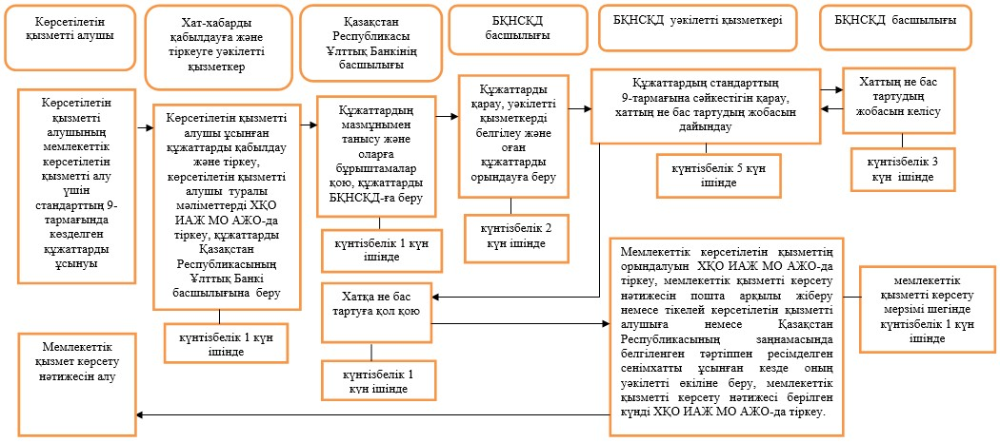 Көрсетілетін
қызметті алушы
Хат-хабарды
қабылдауға және
тіркеуге уәкілетті
қызметкер
Қазақстан
Республикасы
Ұлттық Банкінің
басшылығы
БҚНСҚД
басшылығы
БҚНСҚД уәкілетті қызметкері
БҚНСҚД басшылығы
Көрсетілетін
қызметті
алушының
мемлекеттік
көрсетілетін
қызметті алу
үшін
стандарттың 9-
тармағында
көзделген
құжаттарды
ұсынуы
Көрсетілетін қызметті
алушы ұсынған
құжаттарды қабылдау
және тіркеу,
көрсетілетін қызметті
алушы туралы
мәліметтерді ХҚО
ИАЖ МО АЖО-да
тіркеу, құжаттарды
Қазақстан
Республикасының
Ұлттық Банкі
басшылығына беру
күнтізбелік 1 күн
ішінде
Құжаттардың
мазмұнымен
танысу және
оларға
бұрыштамалар
қою, құжаттарды
БҚНСҚД-ға беру
күнтізбелік 1 күн
ішінде
Құжаттарды
қарау, уәкілетті
қызметкерді
белгілеу және
оған
құжаттарды
орындауға беру
күнтізбелік 2
күн ішінде
Құжаттардың стандарттың
9-тармағына сәйкестігін қарау,
хаттың не бас тартудың жобасын
дайындау
күнтізбелік 5 күн
ішінде
Хаттың не бас
тартудың
жобасын келісу
күнтізбелік 3
күн ішінде
Хатқа не бас
тартуға қол қою
күнтізбелік 1
күн ішінде
Мемлекеттік көрсетілетін қызметтің
орындалуын ХҚО ИАЖ МО АЖО-да
тіркеу, мемлекеттік қызметті көрсету
нәтижесін пошта арқылы жіберу
немесе тікелей көрсетілетін қызметті
алушыға немесе Қазақстан
Республикасының заңнамасында
белгіленген тәртіппен ресімделген
сенімхатты ұсынған кезде оның
уәкілетті өкіліне беру, мемлекеттік
қызметті көрсету нәтижесі берілген
күнді ХҚО ИАЖ МО АЖО-да тіркеу.
мемлекеттік
қызметті көрсету
мерзімі шегінде
күнтізбелік 1 күн
ішінде
Мемлекеттік
қызмет көрсету
нәтижесін алу